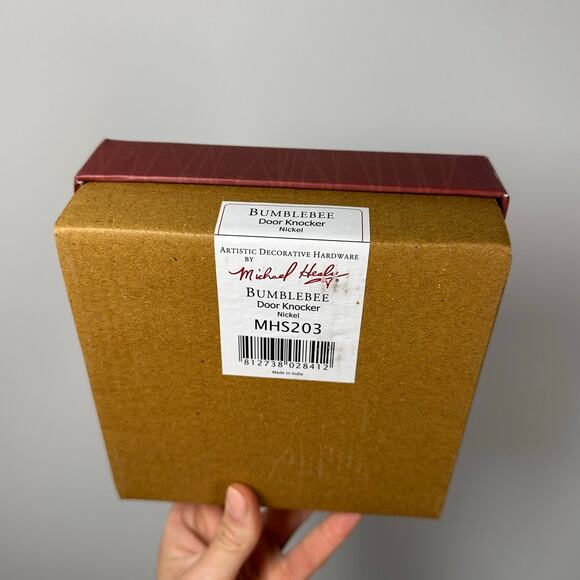 BUMBLEBEE
Door Knocker
Nickel
ARTISTIC DECORATIVE HARDWARE
BY
Michael Healy
BUMBLEBEE
Door Knocker
Nickel
MHS203
812738 028412
Made in India